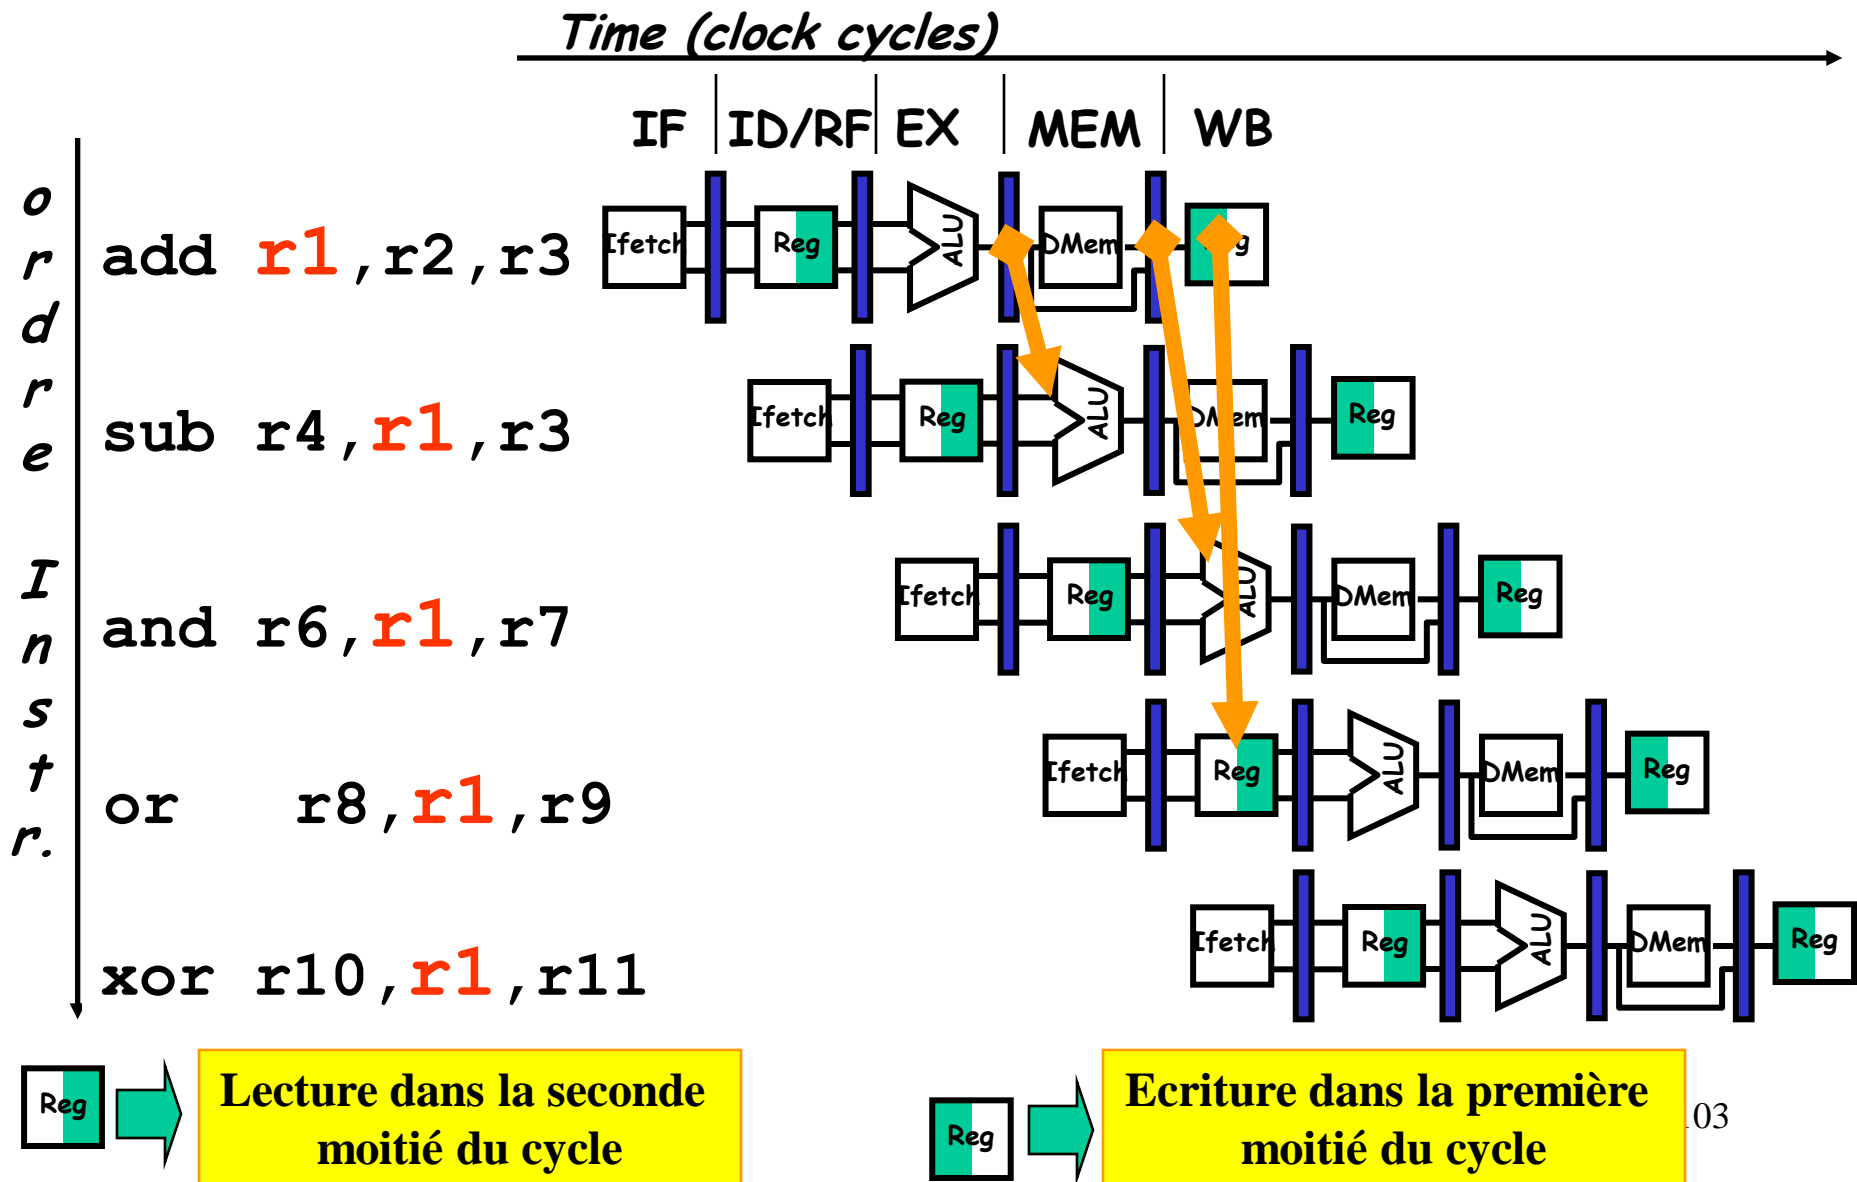 Time (clock cycles)
IF ID/RF EX MEM WB
ordre Instr.
add r1,r2,r3
Ifetch Reg ALU DMem Reg
sub r4,r1,r3
Ifetch Reg ALU DMem Reg
and r6,r1,r7
Ifetch Reg ALU DMem Reg
or r8,r1,r9
Ifetch Reg ALU DMem Reg
xor r10,r1,r11
Ifetch Reg ALU DMem Reg
Reg
Lecture dans la seconde
moitié du cycle
Reg
Ecriture dans la première
moitié du cycle
03